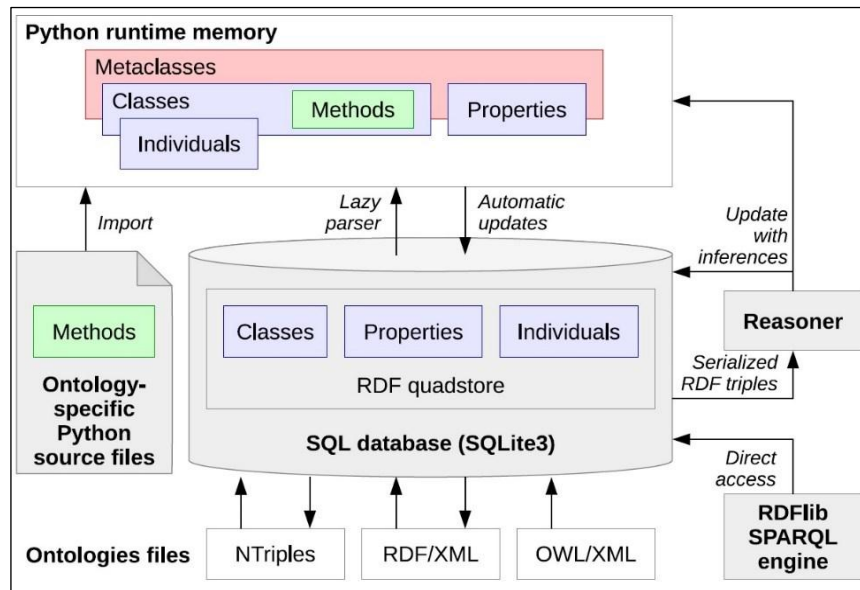 Python runtime memory
Metaclasses
Classes
Methods
Properties
Individuals
Import
Lazy
parser
Automatic
updates
Update
with
inferences
Methods
Ontology-
specific
Python
source files
Classes
Properties
Individuals
RDF quadstore
SQL database (SQLite3)
Reasoner
Serialized
RDF triples
Direct
access
RDFlib
SPARQL
engine
Ontologies files
NTriples
RDF/XML
OWL/XML